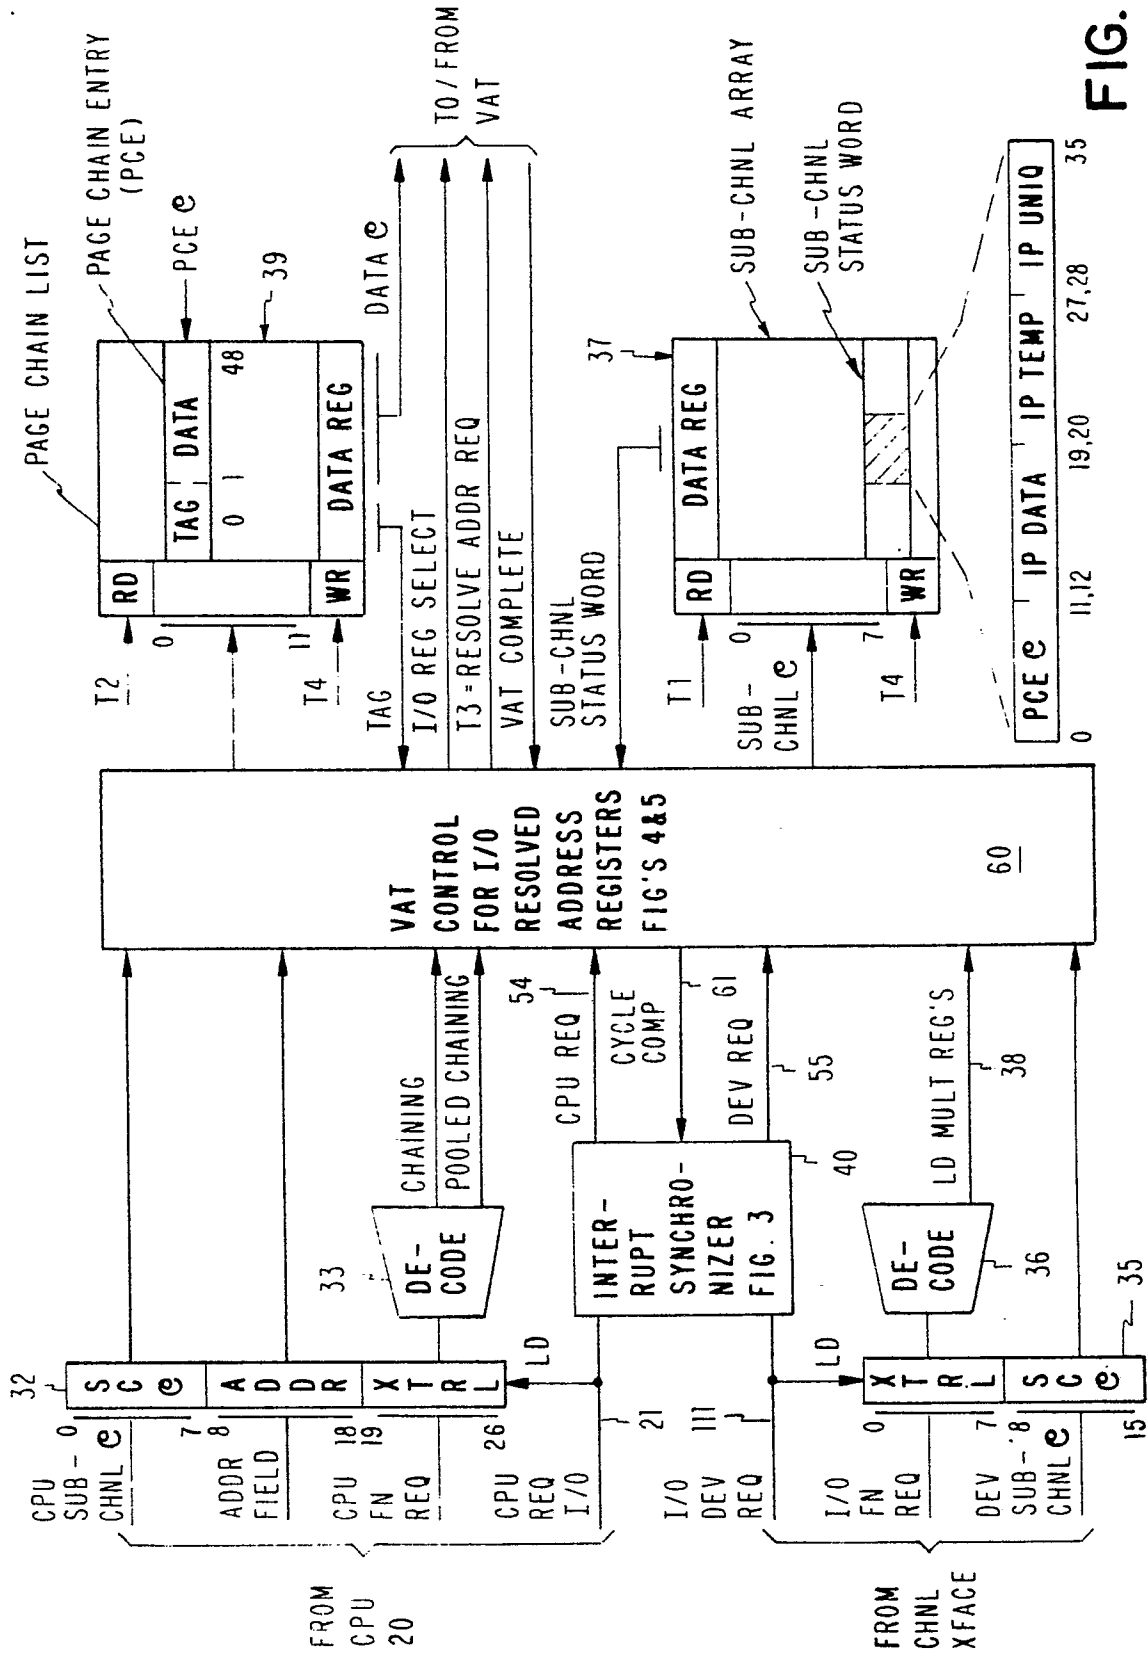 PAGE CHAIN LIST
PAGE CHAIN ENTRY
(PCE)
PCE @
39
T2
RD
0
11
T4
WR
TAG
DATA
0
1
48
DATA REG
TAG
DATA @
I/O REG SELECT
T3=RESOLVE ADDR REQ
VAT COMPLETE
TO/FROM
VAT
SUB-CHNL
STATUS WORD
37
T1
RD
0
7
T4
WR
SUB-
CHNL @
DATA REG
SUB-CHNL ARRAY
SUB-CHNL
STATUS WORD
PCE @
IP DATA
IP TEMP
IP UNIQ
0
11,12
19,20
27,28
35
VAT
CONTROL
FOR I/O
RESOLVED
ADDRESS
REGISTERS
FIG'S 4&5
60
CHAINING
POOLED CHAINING
54
CPU REQ
CYCLE
COMP
61
DEV REQ
55
LD MULT REG'S
38
33
DE-
CODE
INTER-
RUPT
SYNCHRO-
NIZER
FIG. 3
40
DE-
CODE
36
32
SC @
ADDR
XTRL
LD
LD
XTRL
SC @
35
0
7
8
18
19
26
CPU
SUB-
CHNL @
ADDR
FIELD
CPU
FN
REQ
CPU
REQ
I/O
21
I/O
DEV
REQ
111
I/O
FN
REQ
DEV
SUB-
CHNL @
0
7
8
15
FROM
CPU
20
FROM
CHNL
XFACE
FIG.